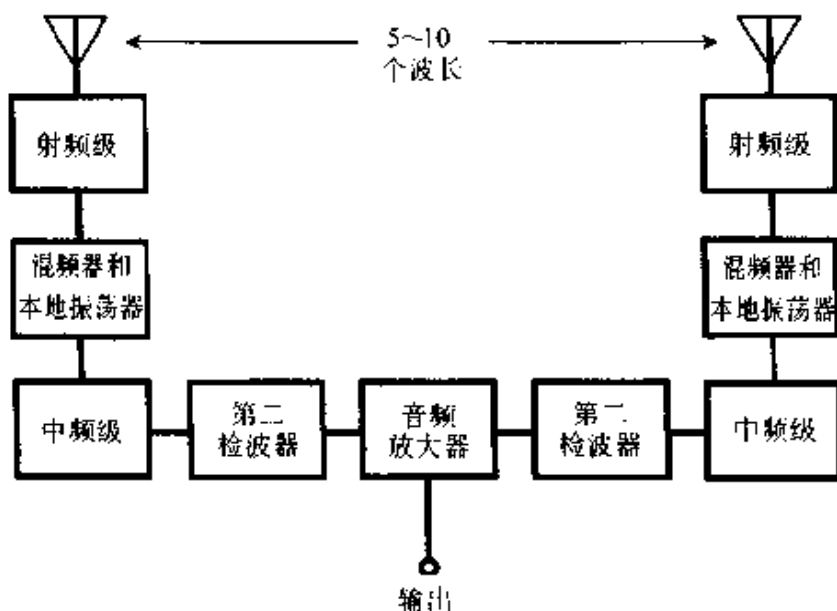 5~10
个波长
射频级
射频级
混频器和
本地振荡器
混频器和
本地振荡器
中频级
第二
检波器
音频
放大器
第二
检波器
中频级
输出